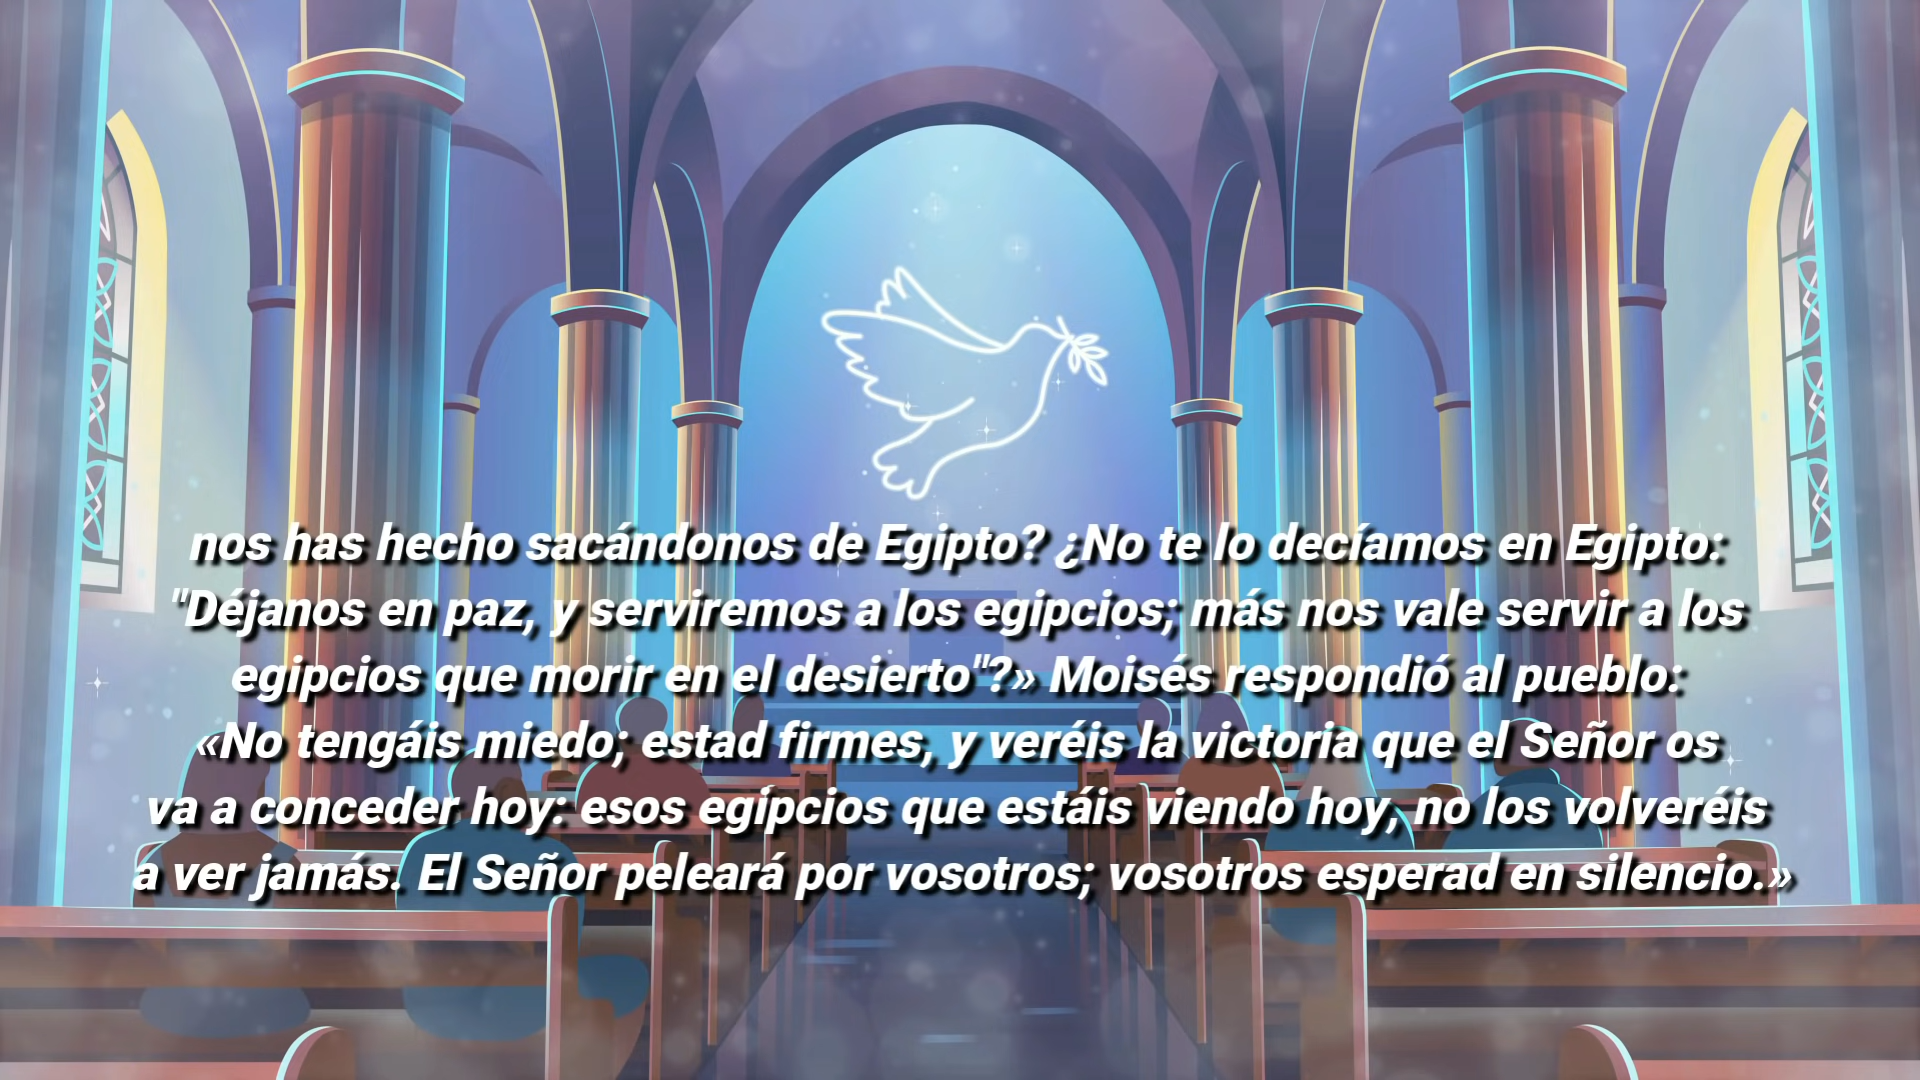 nos has hecho sacándonos de Egipto? ¿No te lo decíamos en Egipto:
"Déjanos en paz, y serviremos a los egipcios; más nos vale servir a los
egipcios que morir en el desierto"?» Moisés respondió al pueblo:
«No tengáis miedo; estad firmes, y veréis la victoria que el Señor os
va a conceder hoy: esos egipcios que estáis viendo hoy, no los volveréis
a ver jamás. El Señor peleará por vosotros; vosotros esperad en silencio.»